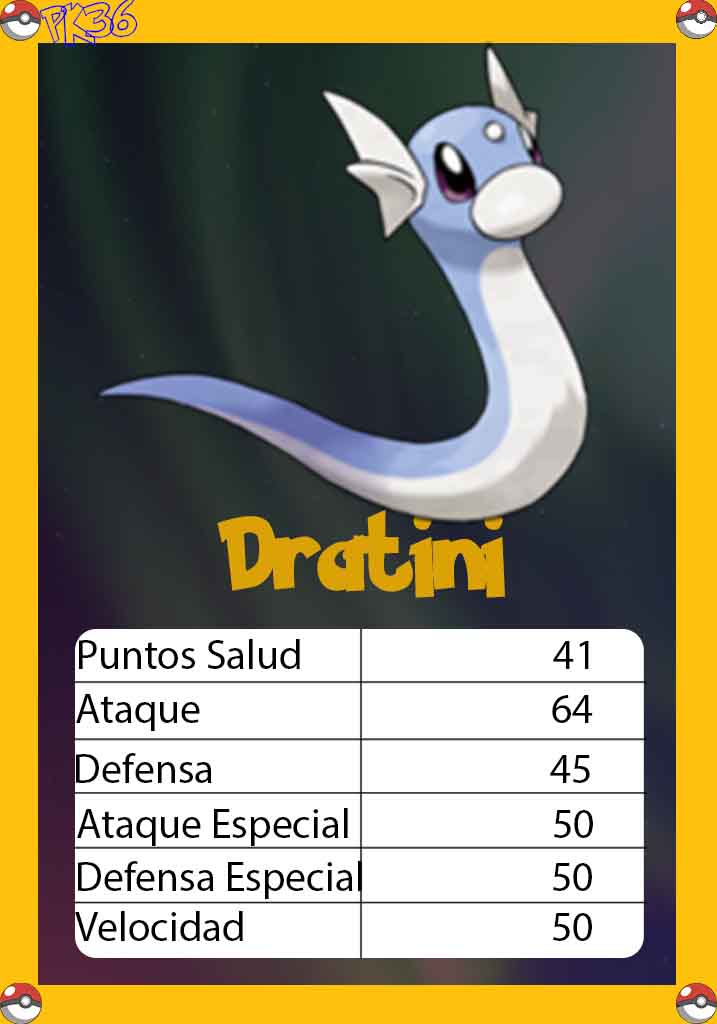 PK36
Dratini
Puntos Salud 41
Ataque 64
Defensa 45
Ataque Especial 50
Defensa Especial 50
Velocidad 50